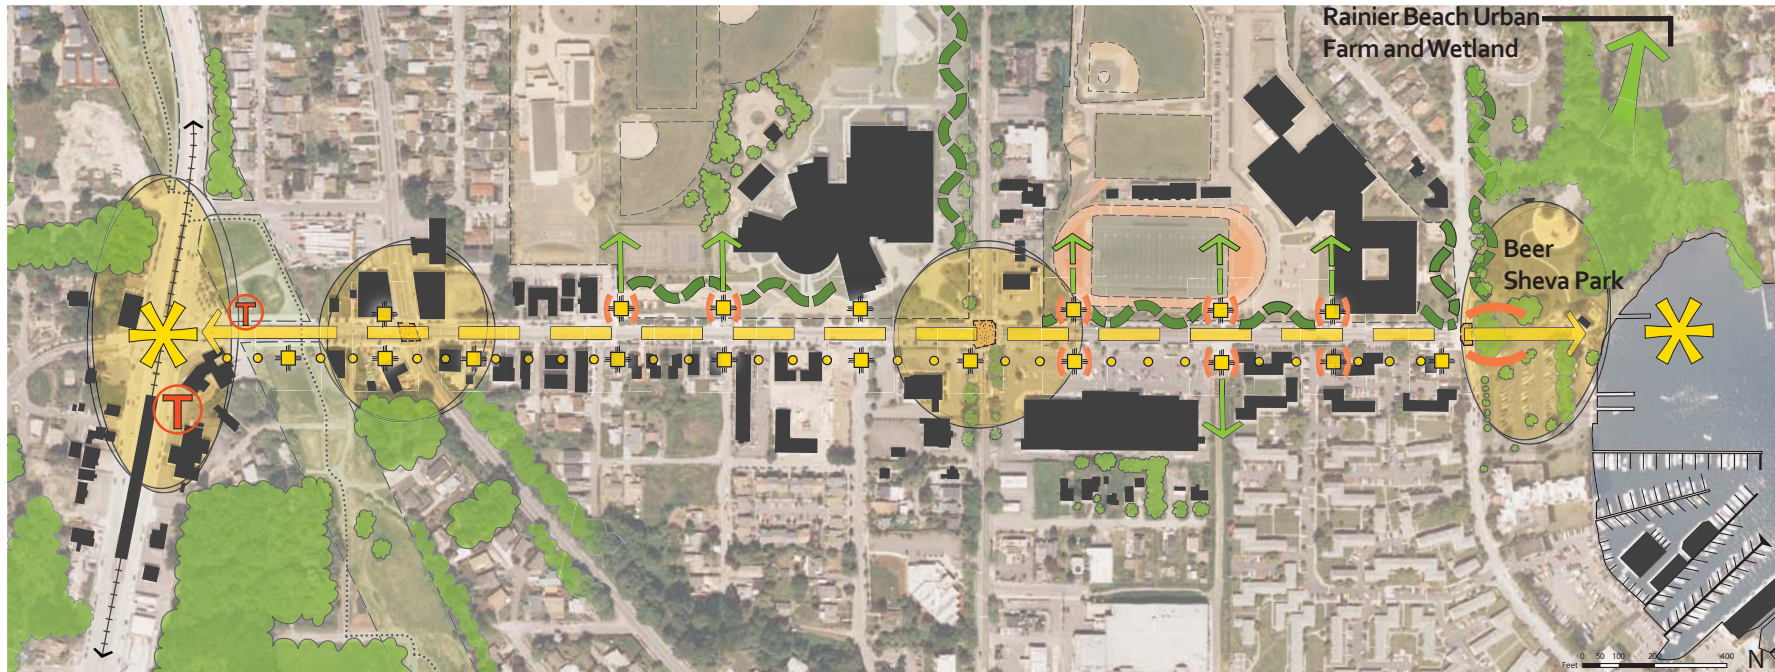 Rainier Beach Urban
Farm and Wetland
Beer
Sheva Park
T
T
0 50 100 200 400
Feet
N